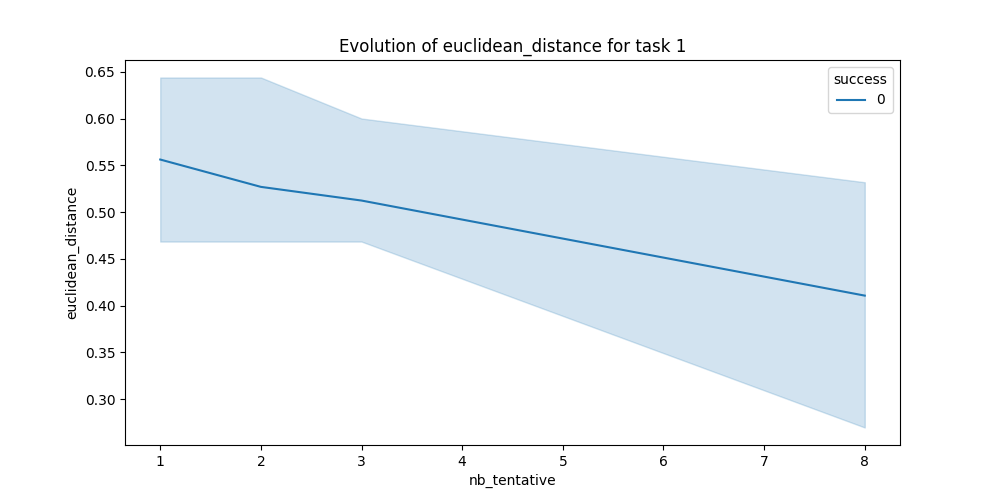 Evolution of euclidean_distance for task 1
success
0
0.65
0.60
0.55
0.50
0.45
0.40
0.35
0.30
euclidean_distance
1 2 3 4 5 6 7 8
nb_tentative